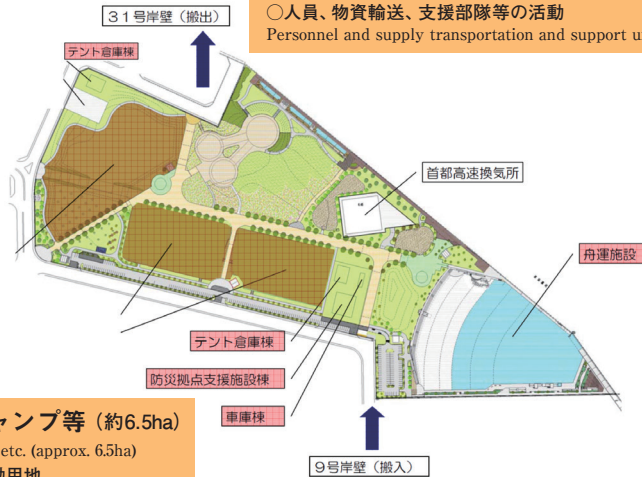 31号岸壁（搬出）
○人員、物資輸送、支援部隊等の活動
Personnel and supply transportation and support u
テント倉庫棟
首都高速換気所
舟運施設
テント倉庫棟
防災拠点支援施設棟
車庫棟
ャンプ等（約6.5ha）
etc. (approx. 6.5ha)
9号岸壁（搬入）